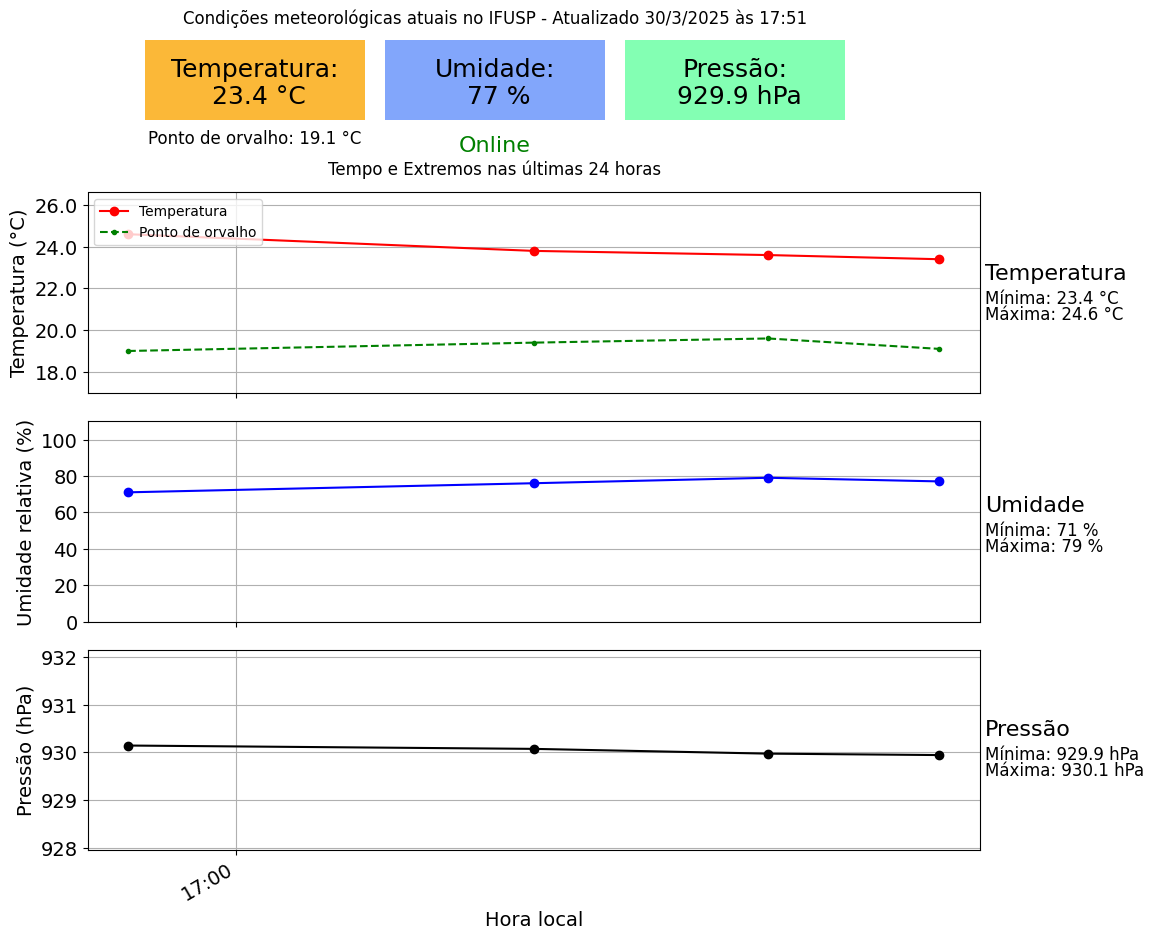 Condições meteorológicas atuais no IFUSP - Atualizado 30/3/2025 às 17:51
Temperatura:
23.4 °C
Umidade:
77 %
Pressão:
929.9 hPa
Ponto de orvalho: 19.1 °C
Online
Tempo e Extremos nas últimas 24 horas
Temperatura (°C)
26.0
24.0
22.0
20.0
18.0
Temperatura
Ponto de orvalho
Temperatura
Mínima: 23.4 °C
Máxima: 24.6 °C
Umidade relativa (%)
100
80
60
40
20
0
Umidade
Mínima: 71 %
Máxima: 79 %
Pressão (hPa)
932
931
930
929
928
Pressão
Mínima: 929.9 hPa
Máxima: 930.1 hPa
17:00
Hora local